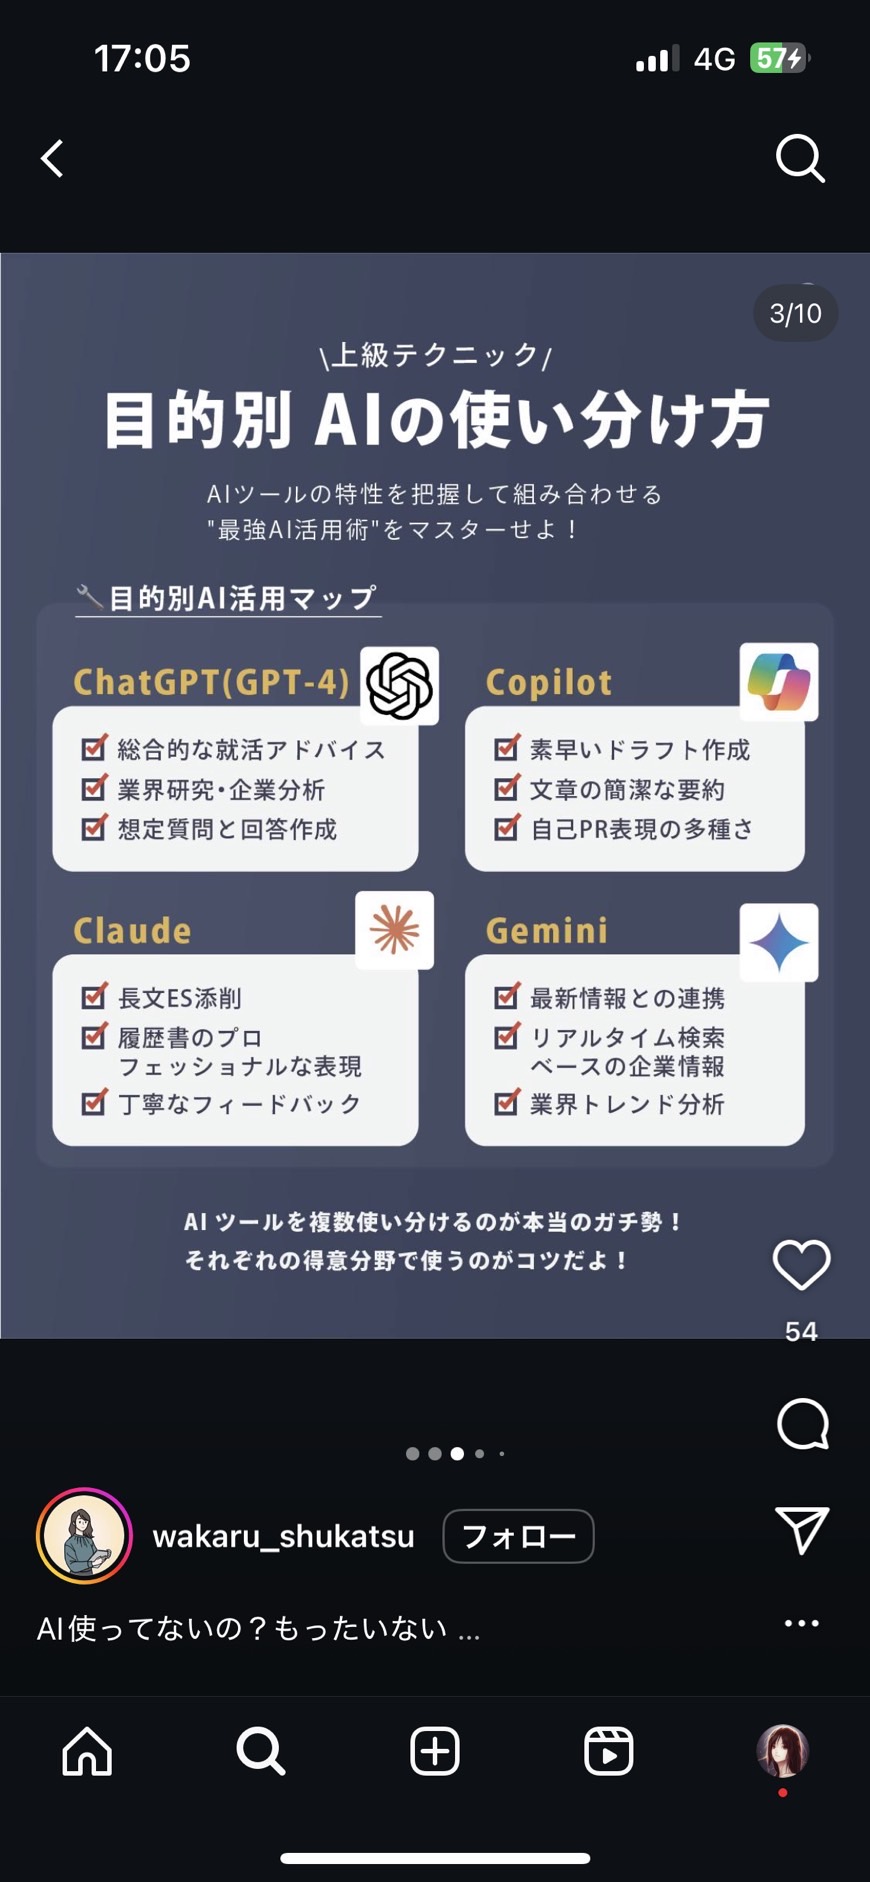 17:05
4G
57
3/10
\上級テクニック/
目的別 AIの使い分け方
AIツールの特性を把握して組み合わせる
"最強AI活用術"をマスターせよ！
目的別AI活用マップ
ChatGPT(GPT-4)
総合的な就活アドバイス
業界研究・企業分析
想定質問と回答作成
Copilot
素早いドラフト作成
文章の簡潔な要約
自己PR表現の多種さ
Claude
長文ES添削
履歴書のプロ
フェッショナルな表現
丁寧なフィードバック
Gemini
最新情報との連携
リアルタイム検索
ベースの企業情報
業界トレンド分析
AI ツールを複数使い分けるのが本当のガチ勢！
それぞれの得意分野で使うのがコツだよ！
54
wakaru_shukatsu
フォロー
AI使ってないの？もったいない ...